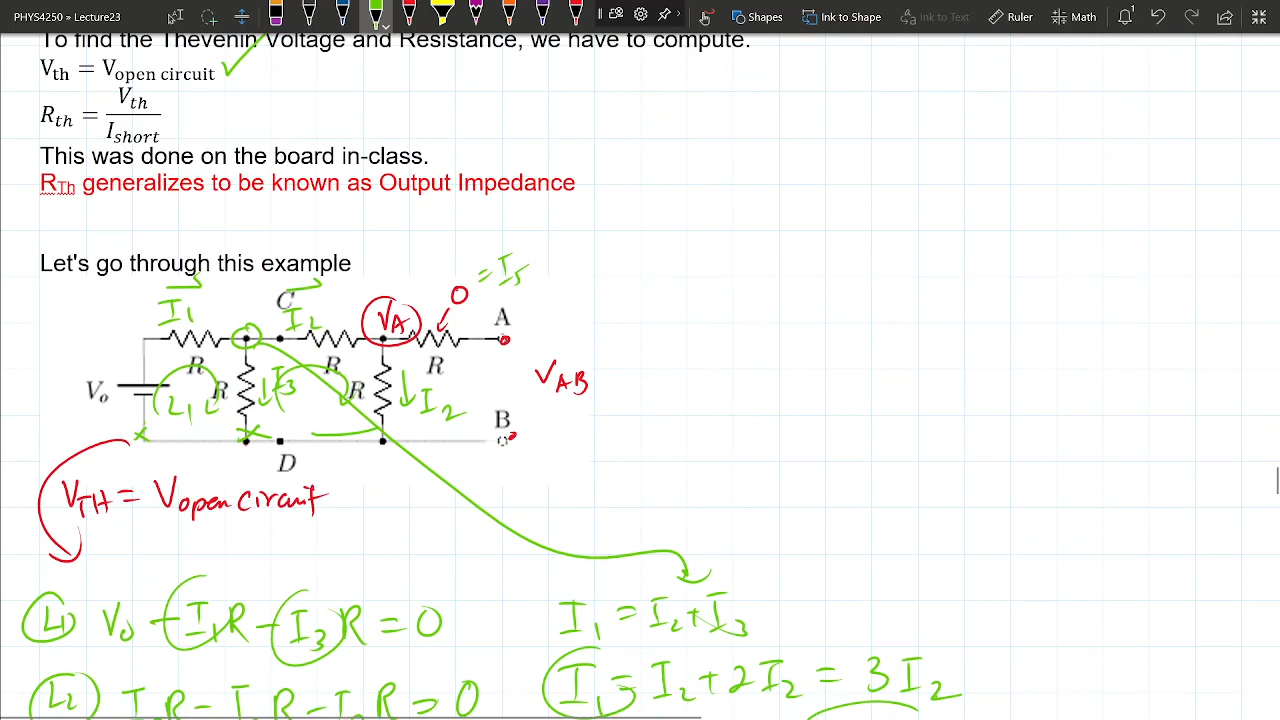 PHYS4250 » Lecture23
Shapes
Ink to Shape
Ink to Text
Ruler
Math
To find the Thevenin Voltage and Resistance, we have to compute.
Vth = Vopen circuit ✓
Rth = Vth / Ishort
This was done on the board in-class.
RTh generalizes to be known as Output Impedance
Let's go through this example
I1 C I2 VA 0 = I5 A
R R R
Vo L1 R I3 R I2 VAB
B
D
VTH = Vopen circuit
L1 V0 - I1R - I3R = 0
I1 = I2 + I3
I1 = I2 + 2I2 = 3I2
L2
= 0